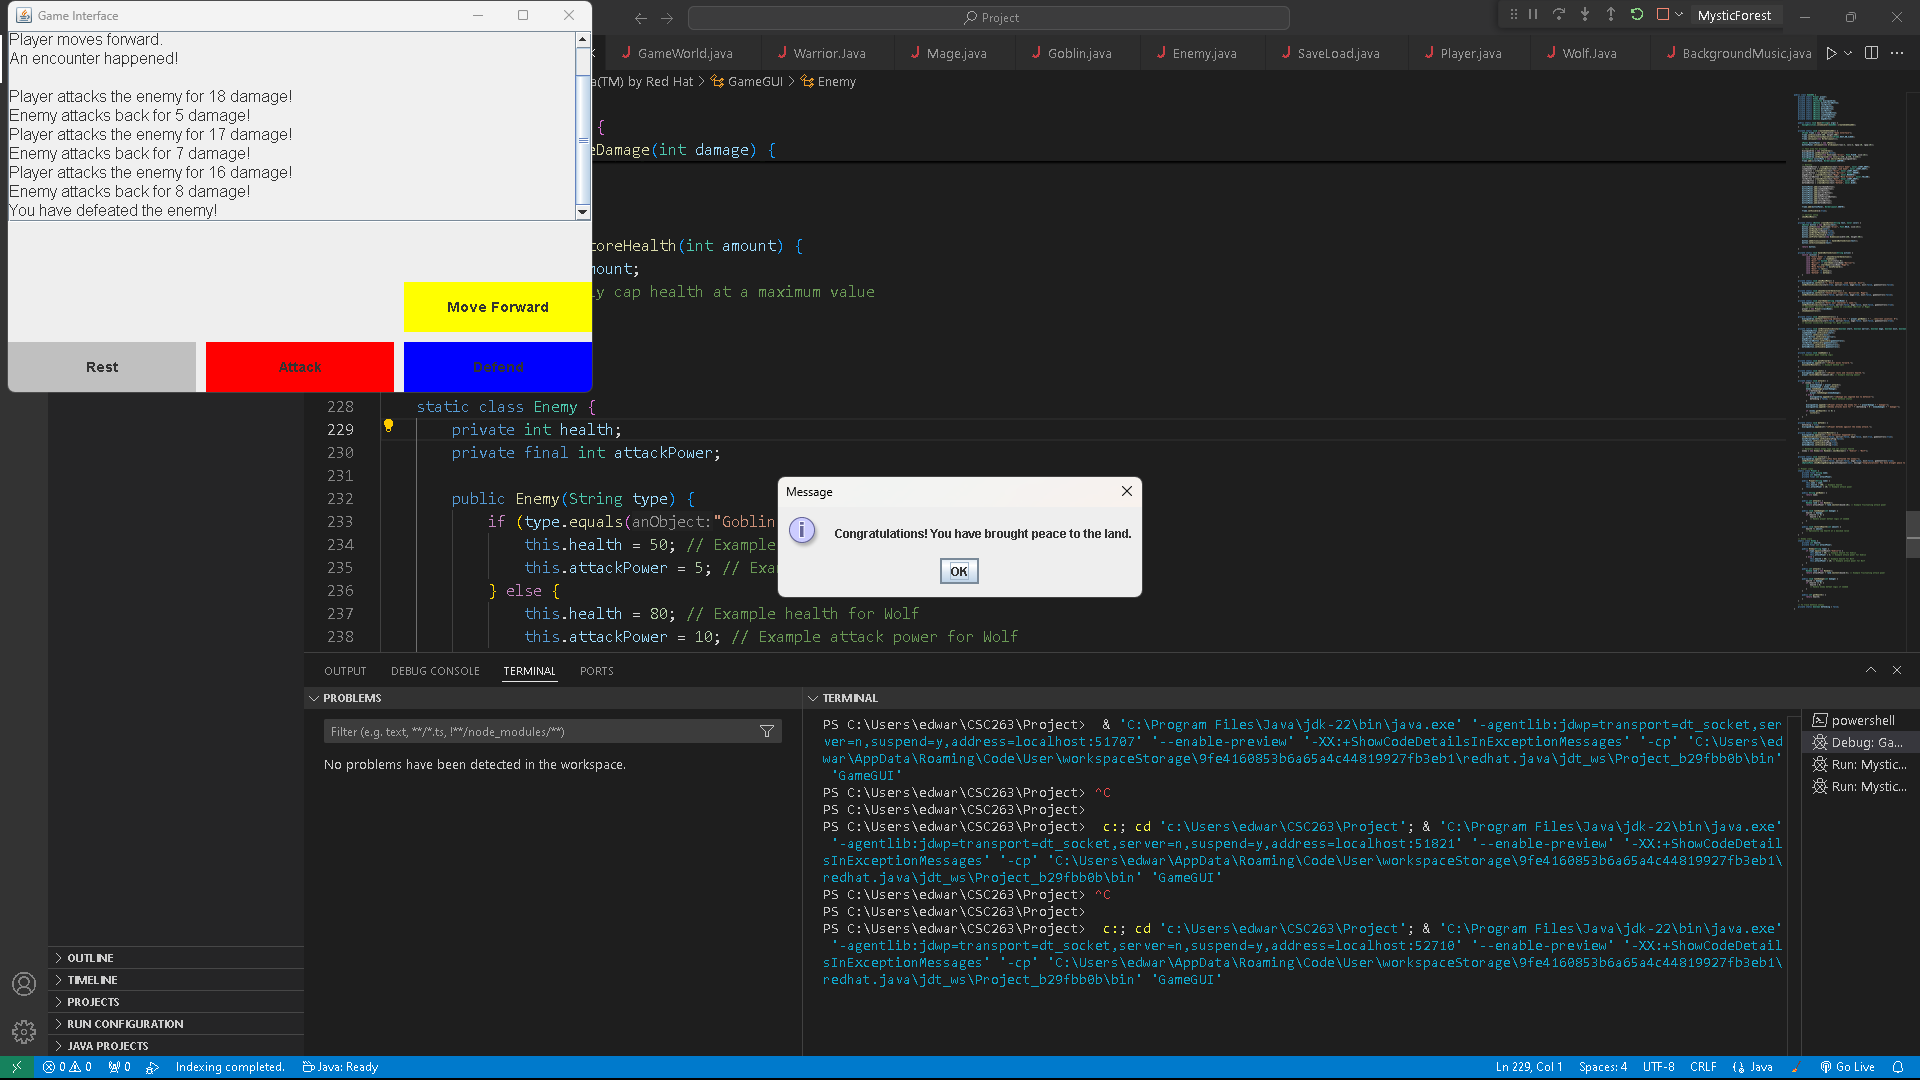 Game Interface
Player moves forward.
An encounter happened!
Player attacks the enemy for 18 damage!
Enemy attacks back for 5 damage!
Player attacks the enemy for 17 damage!
Enemy attacks back for 7 damage!
Player attacks the enemy for 16 damage!
Enemy attacks back for 8 damage!
You have defeated the enemy!
Move Forward
Rest
Attack
Defend
Project
MysticForest
GameWorld.java
Warrior.Java
Mage.java
Goblin.java
Enemy.java
SaveLoad.java
Player.java
Wolf.Java
BackgroundMusic.java
a(TM) by Red Hat > GameGUI > Enemy
{
eDamage(int damage) {
toreHealth(int amount) {
mount;
ly cap health at a maximum value
228 static class Enemy {
229 private int health;
230 private final int attackPower;
231
232 public Enemy(String type) {
233 if (type.equals(anObject:"Goblin
234 this.health = 50; // Example
235 this.attackPower = 5; // Exa
236 } else {
237 this.health = 80; // Example health for Wolf
238 this.attackPower = 10; // Example attack power for Wolf
Message
Congratulations! You have brought peace to the land.
OK
OUTPUT
DEBUG CONSOLE
TERMINAL
PORTS
PROBLEMS
Filter (e.g. text, **/*.ts, !**/node_modules/**)
No problems have been detected in the workspace.
TERMINAL
PS C:\Users\edwar\CSC263\Project>  & 'C:\Program Files\Java\jdk-22\bin\java.exe' '-agentlib:jdwp=transport=dt_socket,ser
ver=n,suspend=y,address=localhost:51707' '--enable-preview' '-XX:+ShowCodeDetailsInExceptionMessages' '-cp' 'C:\Users\ed
war\AppData\Roaming\Code\User\workspaceStorage\9fe4160853b6a65a4c44819927fb3eb1\redhat.java\jdt_ws\Project_b29fbb0b\bin'
'GameGUI'
PS C:\Users\edwar\CSC263\Project> ^C
PS C:\Users\edwar\CSC263\Project>
PS C:\Users\edwar\CSC263\Project>  c:; cd 'c:\Users\edwar\CSC263\Project'; & 'C:\Program Files\Java\jdk-22\bin\java.exe'
'-agentlib:jdwp=transport=dt_socket,server=n,suspend=y,address=localhost:51821' '--enable-preview' '-XX:+ShowCodeDetail
sInExceptionMessages' '-cp' 'C:\Users\edwar\AppData\Roaming\Code\User\workspaceStorage\9fe4160853b6a65a4c44819927fb3eb1\
redhat.java\jdt_ws\Project_b29fbb0b\bin' 'GameGUI'
PS C:\Users\edwar\CSC263\Project> ^C
PS C:\Users\edwar\CSC263\Project>
PS C:\Users\edwar\CSC263\Project>  c:; cd 'c:\Users\edwar\CSC263\Project'; & 'C:\Program Files\Java\jdk-22\bin\java.exe'
'-agentlib:jdwp=transport=dt_socket,server=n,suspend=y,address=localhost:52710' '--enable-preview' '-XX:+ShowCodeDetail
sInExceptionMessages' '-cp' 'C:\Users\edwar\AppData\Roaming\Code\User\workspaceStorage\9fe4160853b6a65a4c44819927fb3eb1\
redhat.java\jdt_ws\Project_b29fbb0b\bin' 'GameGUI'
powershell
Debug: Ga...
Run: Mystic...
Run: Mystic...
OUTLINE
TIMELINE
PROJECTS
RUN CONFIGURATION
JAVA PROJECTS
0 0
0
Indexing completed.
Java: Ready
Ln 229, Col 1
Spaces: 4
UTF-8
CRLF
Java
Go Live